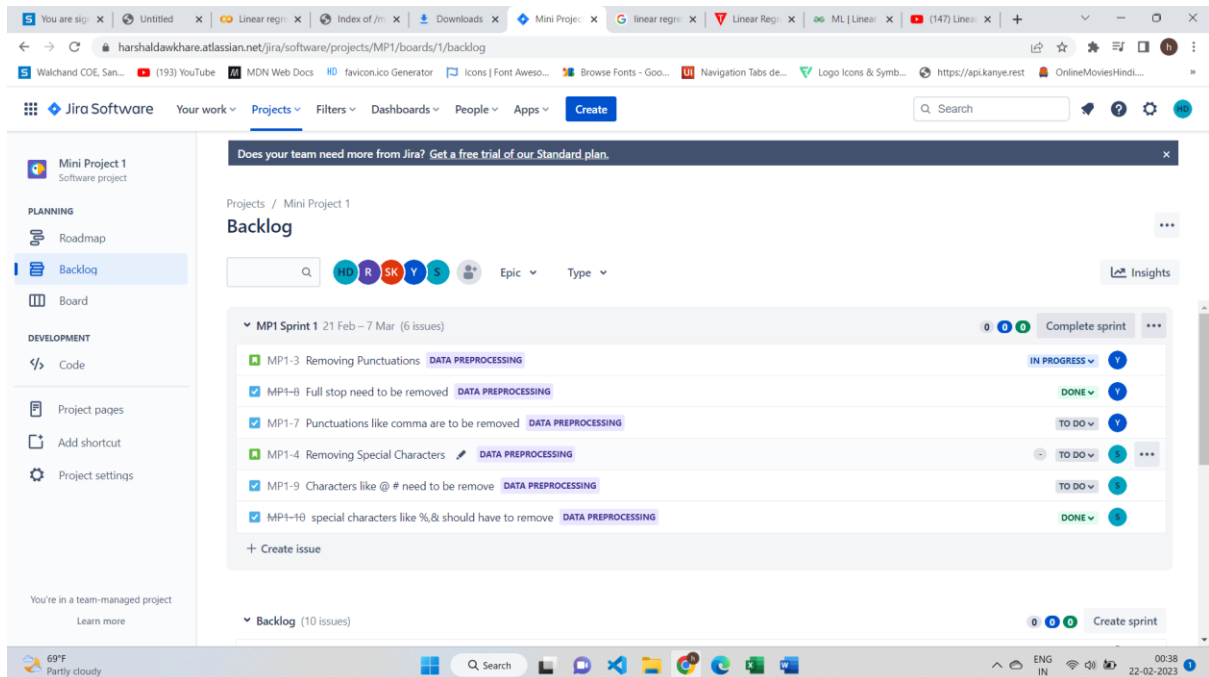 You are sig
Untitled
Linear regre
Index of /m
Downloads
Mini Projec
linear regre
Linear Regr
ML | Linear
(147) Linea
harshaldawkhare.atlassian.net/jira/software/projects/MP1/boards/1/backlog
h
Walchand COE, San...
(193) YouTube
MDN Web Docs
favicon.ico Generator
Icons | Font Aweso...
Browse Fonts - Goo...
Navigation Tabs de...
Logo Icons & Symb...
https://api.kanye.rest
OnlineMoviesHindi....
Jira Software
Your work
Projects
Filters
Dashboards
People
Apps
Create
Search
HD
Does your team need more from Jira? Get a free trial of our Standard plan.
Mini Project 1
Software project
PLANNING
Roadmap
Backlog
Board
DEVELOPMENT
Code
Project pages
Add shortcut
Project settings
You're in a team-managed project
Learn more
Projects / Mini Project 1
Backlog
HD R SK Y S
Epic
Type
Insights
MP1 Sprint 1 21 Feb – 7 Mar (6 issues) 0 0 0 Complete sprint
MP1-3 Removing Punctuations DATA PREPROCESSING IN PROGRESS Y
MP1-8 Full stop need to be removed DATA PREPROCESSING DONE Y
MP1-7 Punctuations like comma are to be removed DATA PREPROCESSING TO DO Y
MP1-4 Removing Special Characters DATA PREPROCESSING - TO DO S
MP1-9 Characters like @ # need to be remove DATA PREPROCESSING TO DO S
MP1-10 special characters like %,& should have to remove DATA PREPROCESSING DONE S
+ Create issue
Backlog (10 issues) 0 0 0 Create sprint
69°F
Partly cloudy
Search
ENG
IN
00:38
22-02-2023
1